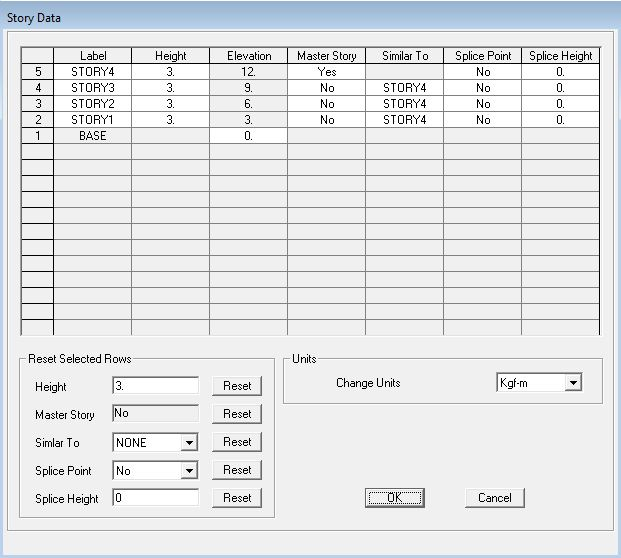 Story Data
Label Height Elevation Master Story Similar To Splice Point Splice Height
5 STORY4 3. 12. Yes No 0.
4 STORY3 3. 9. No STORY4 No 0.
3 STORY2 3. 6. No STORY4 No 0.
2 STORY1 3. 3. No STORY4 No 0.
1 BASE 0.
Reset Selected Rows
Height 3. Reset
Master Story No Reset
Simlar To NONE Reset
Splice Point No Reset
Splice Height 0 Reset
Units
Change Units Kgf-m
OK Cancel